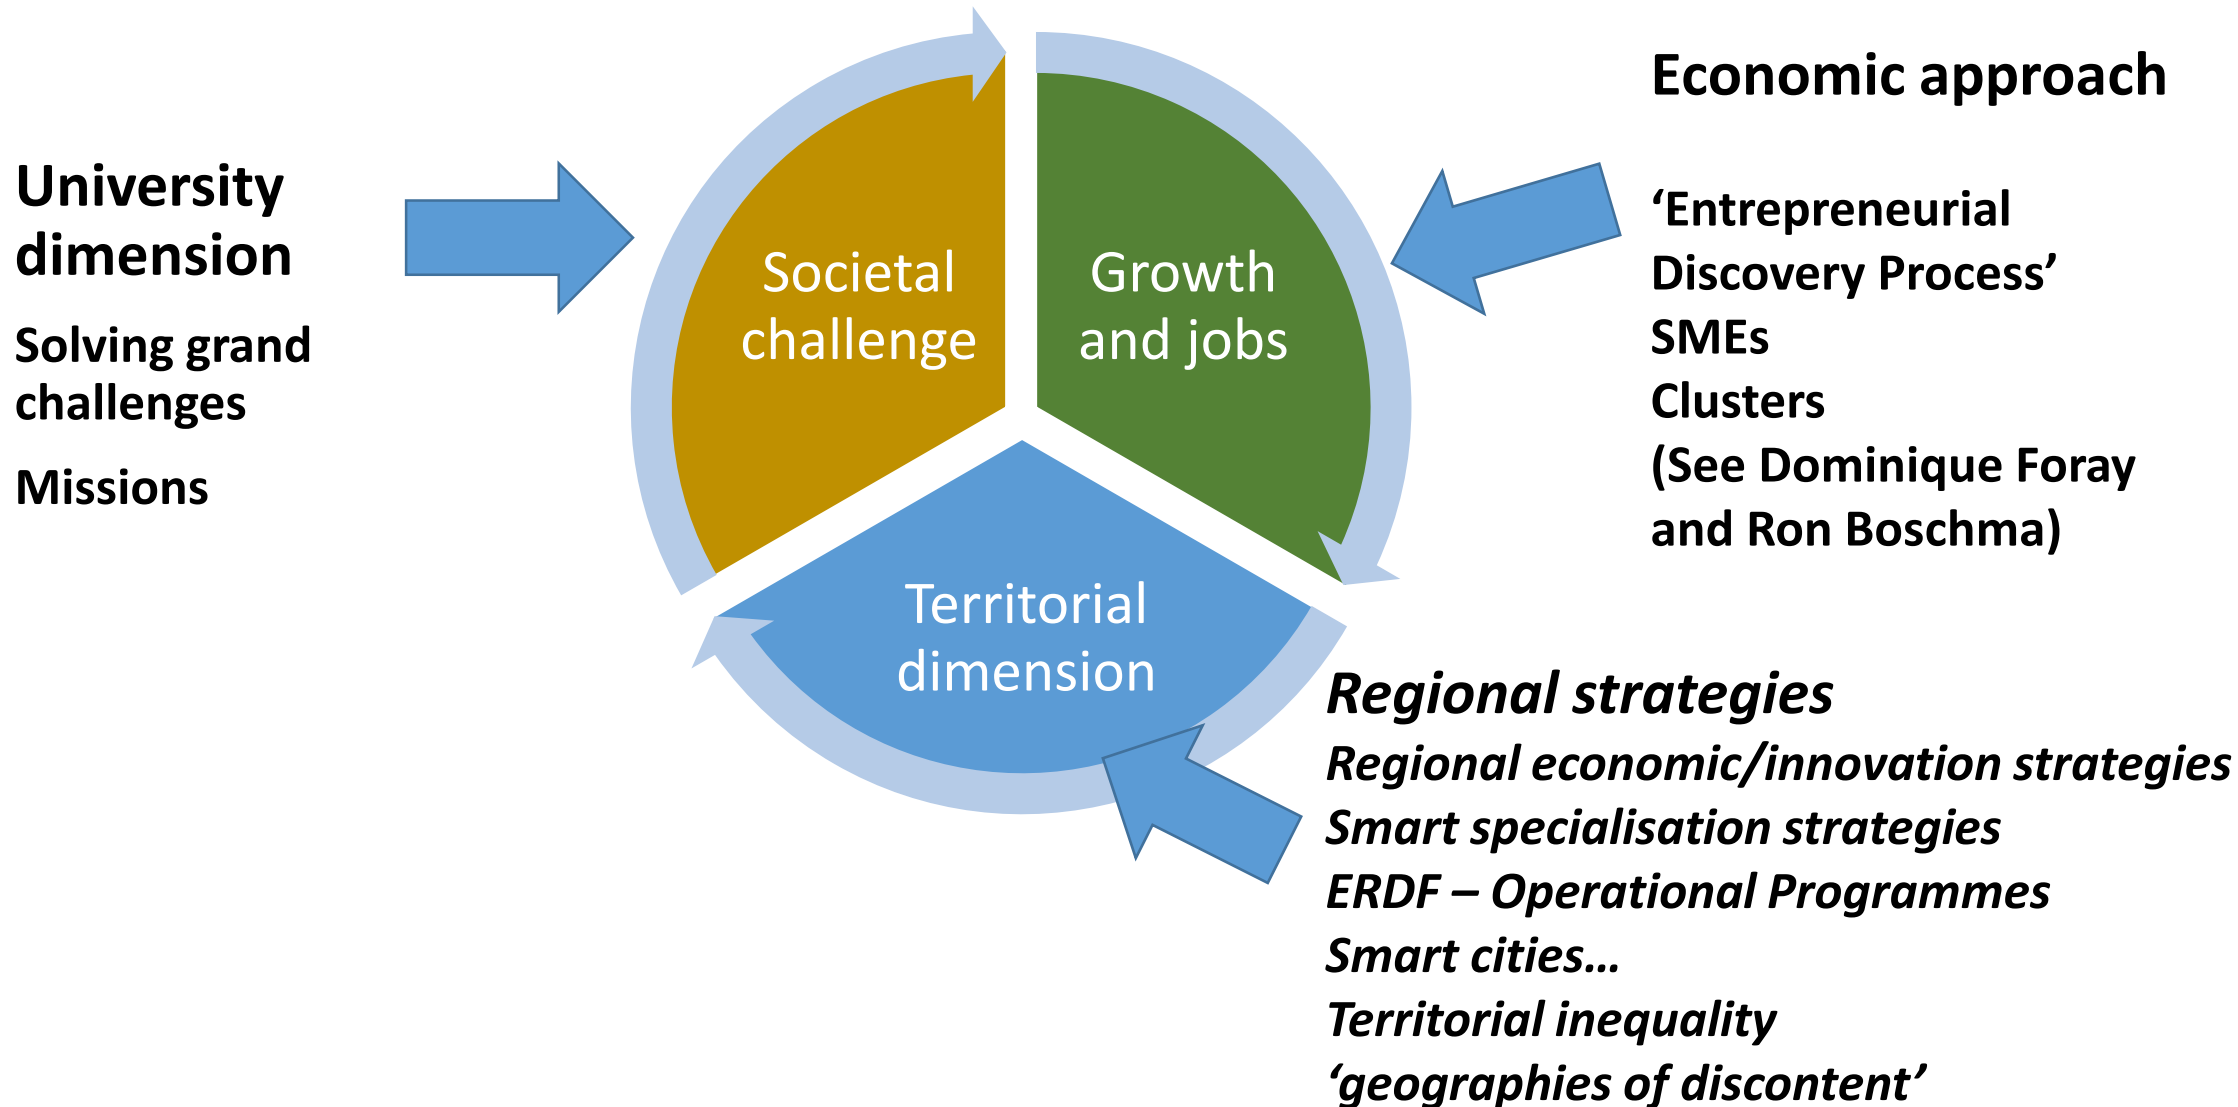 University
dimension
Solving grand
challenges
Missions
Societal
challenge
Growth
and jobs
Territorial
dimension
Economic approach
‘Entrepreneurial
Discovery Process’
SMEs
Clusters
(See Dominique Foray
and Ron Boschma)
Regional strategies
Regional economic/innovation strategies
Smart specialisation strategies
ERDF – Operational Programmes
Smart cities…
Territorial inequality
‘geographies of discontent’